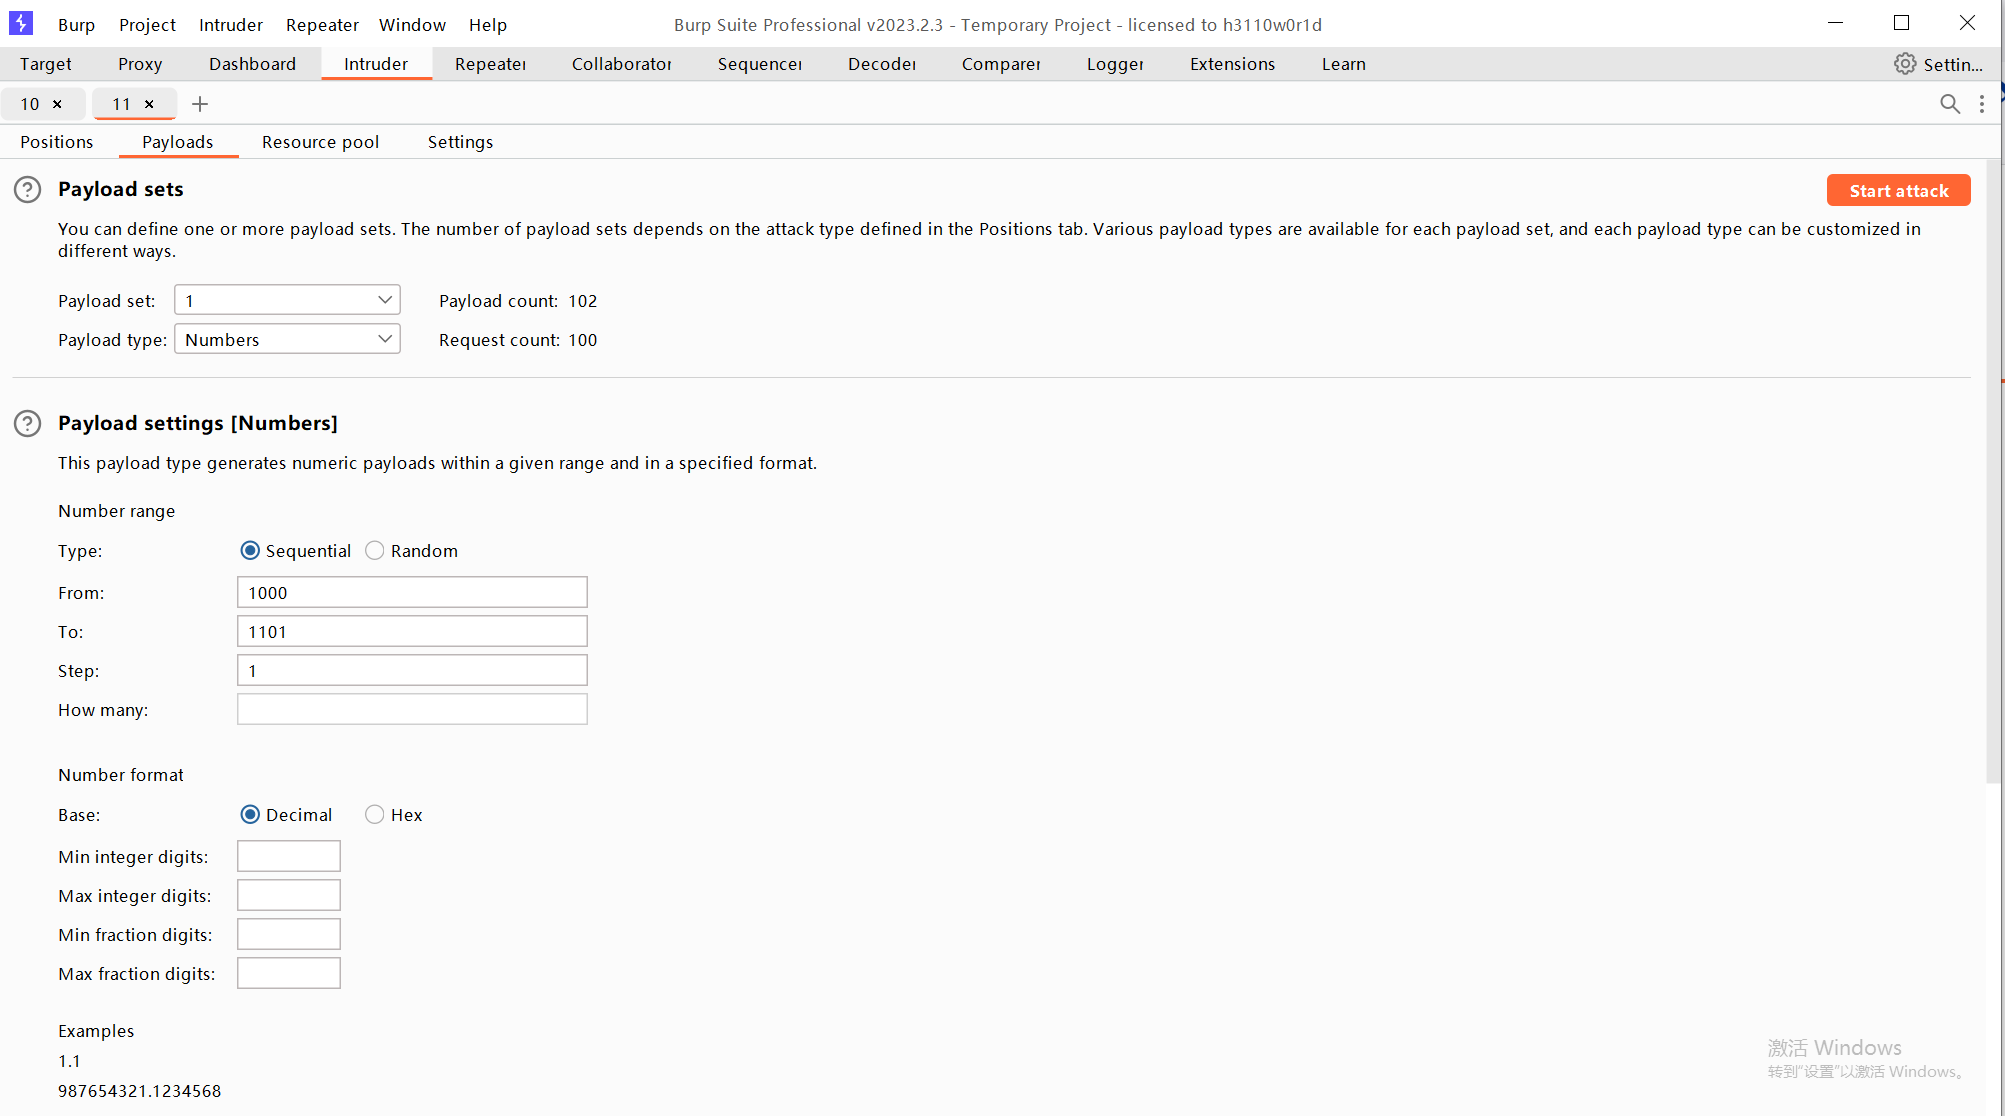 Burp Project Intruder Repeater Window Help Burp Suite Professional v2023.2.3 - Temporary Project - licensed to h3110w0r1d
Target Proxy Dashboard Intruder Repeater Collaborator Sequencer Decoder Comparer Logger Extensions Learn Settin...
10 × 11 × +
Positions Payloads Resource pool Settings
? Payload sets Start attack
You can define one or more payload sets. The number of payload sets depends on the attack type defined in the Positions tab. Various payload types are available for each payload set, and each payload type can be customized in
different ways.
Payload set: 1 Payload count: 102
Payload type: Numbers Request count: 100
? Payload settings [Numbers]
This payload type generates numeric payloads within a given range and in a specified format.
Number range
Type: Sequential Random
From: 1000
To: 1101
Step: 1
How many:
Number format
Base: Decimal Hex
Min integer digits:
Max integer digits:
Min fraction digits:
Max fraction digits:
Examples
1.1
987654321.1234568
激活 Windows
转到"设置"以激活 Windows。